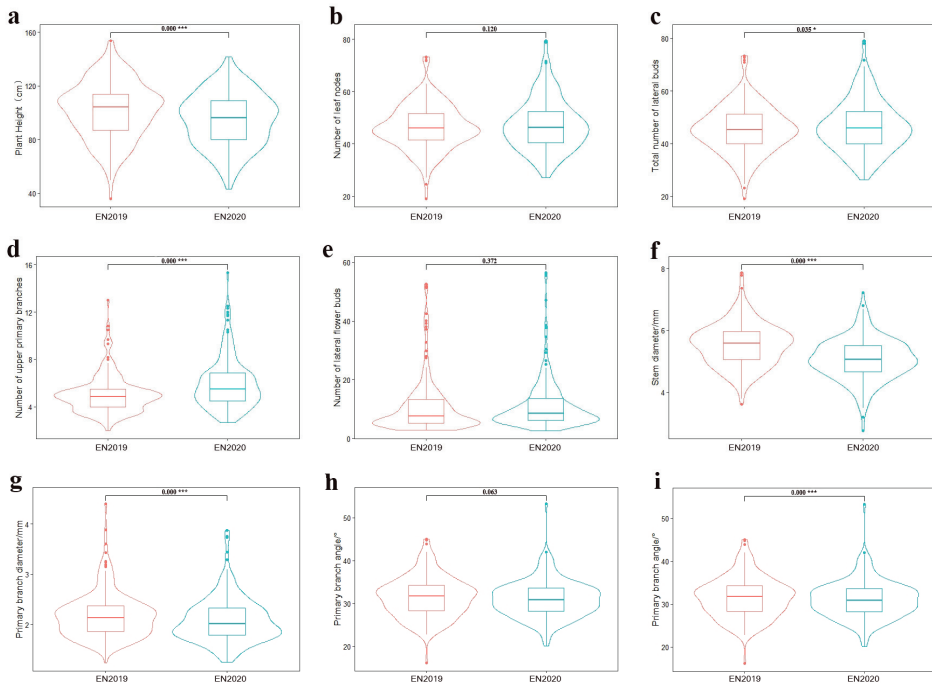 a
0.000 ***
Plant Height (cm)
160
120
80
40
EN2019 EN2020
b
0.120
Number of leaf nodes
80
60
40
20
EN2019 EN2020
c
0.035 *
Total number of lateral buds
80
60
40
20
EN2019 EN2020
d
0.000 ***
Number of upper primary branches
16
12
8
4
EN2019 EN2020
e
0.372
Number of lateral flower buds
60
40
20
0
EN2019 EN2020
f
0.000 ***
Stem diameter/mm
8
6
4
EN2019 EN2020
g
0.000 ***
Primary branch diameter/mm
4
3
2
EN2019 EN2020
h
0.063
Primary branch angle/°
50
40
30
20
EN2019 EN2020
i
0.000 ***
Primary branch angle/°
50
40
30
20
EN2019 EN2020